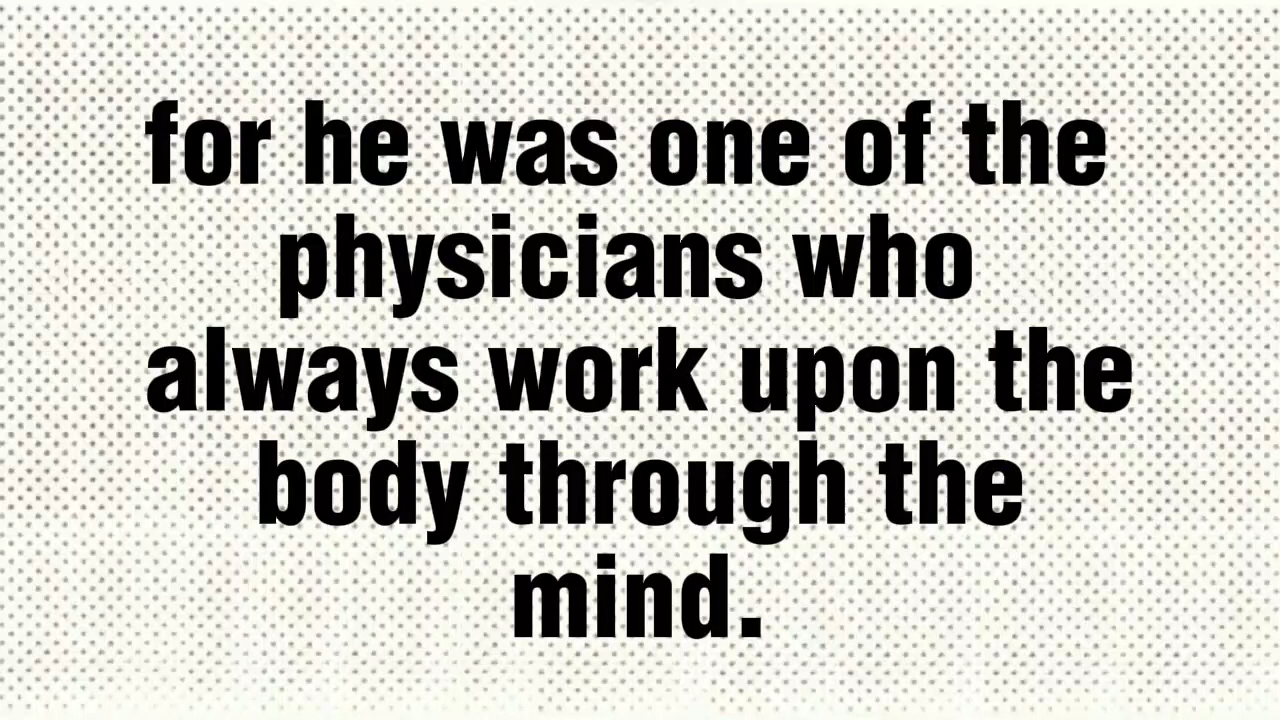 for he was one of the
physicians who
always work upon the
body through the
mind.